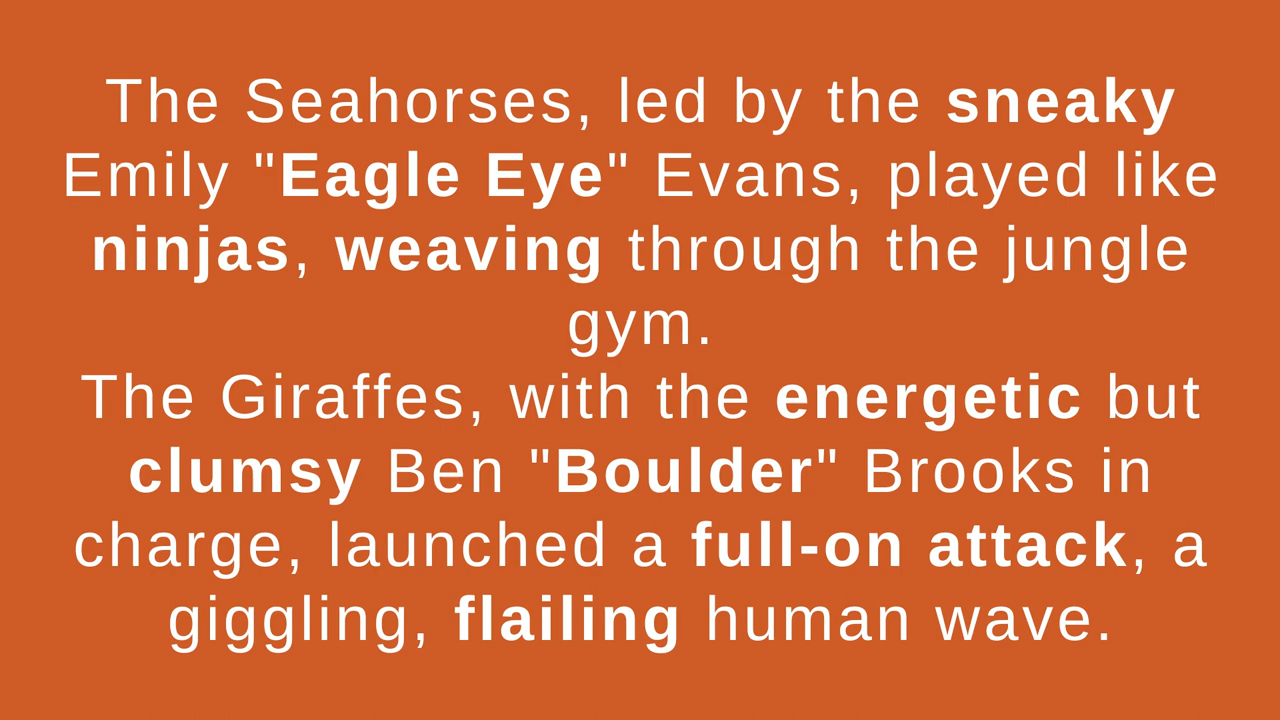 The Seahorses, led by the sneaky
Emily "Eagle Eye" Evans, played like
ninjas, weaving through the jungle
gym.
The Giraffes, with the energetic but
clumsy Ben "Boulder" Brooks in
charge, launched a full-on attack, a
giggling, flailing human wave.